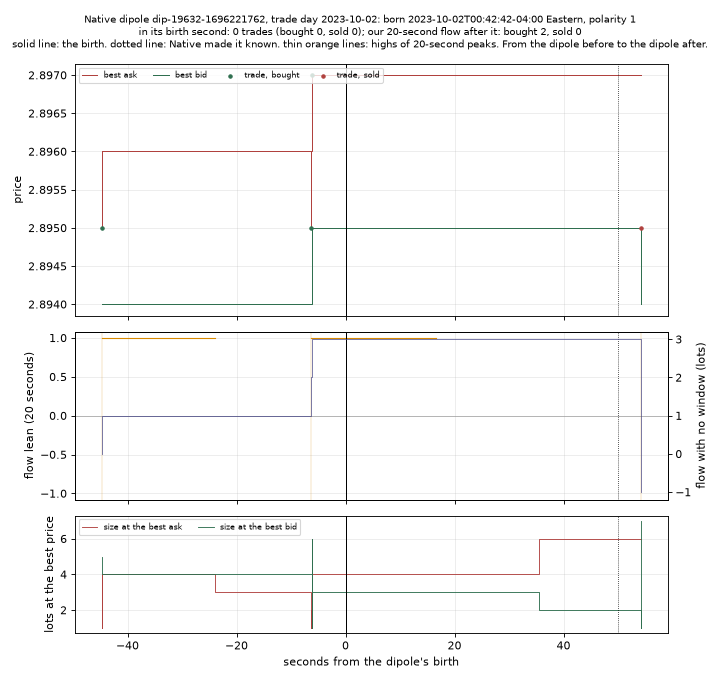 Native dipole dip-19632-1696221762, trade day 2023-10-02: born 2023-10-02T00:42:42-04:00 Eastern, polarity 1
in its birth second: 0 trades (bought 0, sold 0); our 20-second flow after it: bought 2, sold 0
solid line: the birth. dotted line: Native made it known. thin orange lines: highs of 20-second peaks. From the dipole before to the dipole after.
best ask
best bid
trade, bought
trade, sold
2.8970
2.8965
2.8960
2.8955
2.8950
2.8945
2.8940
price
1.0
0.5
0.0
−0.5
−1.0
flow lean (20 seconds)
3
2
1
0
−1
flow with no window (lots)
size at the best ask
size at the best bid
6
4
2
lots at the best price
−40
−20
0
20
40
seconds from the dipole's birth